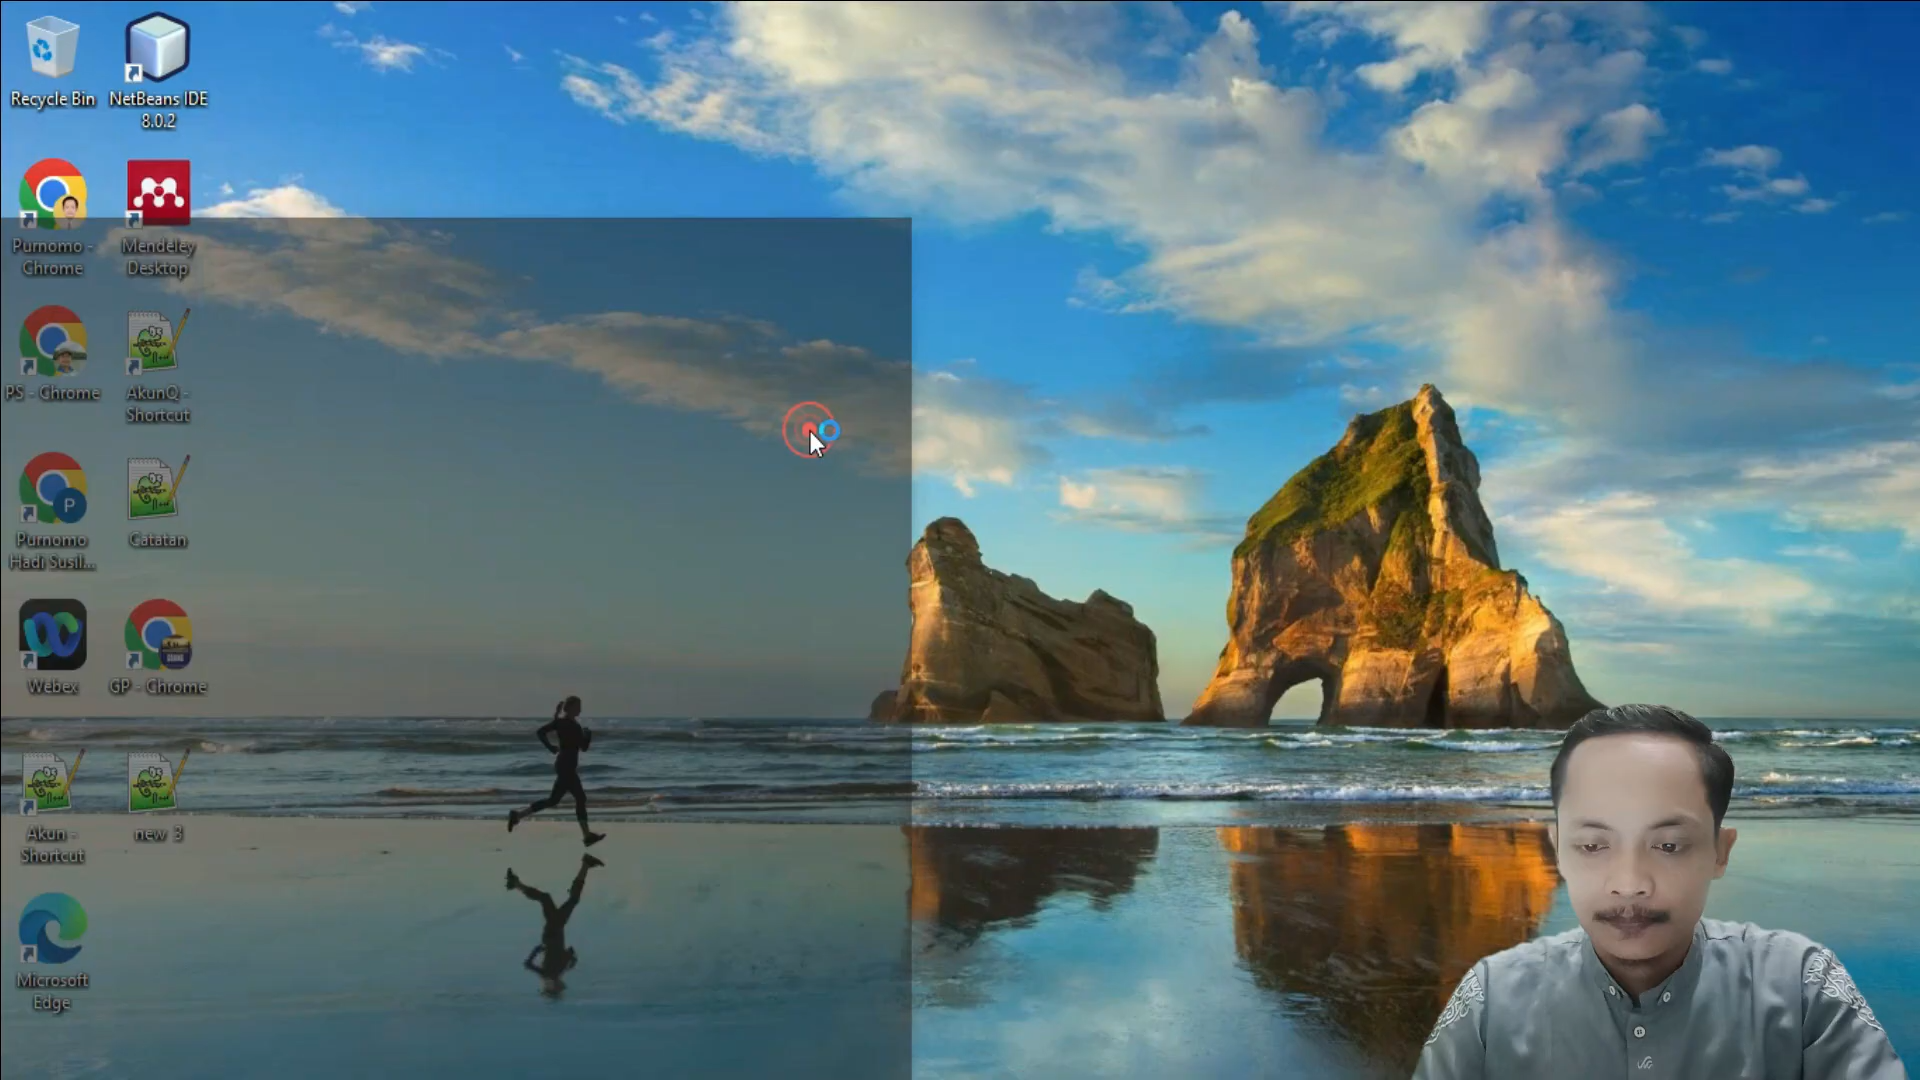 Recycle Bin
NetBeans IDE
8.0.2
Purnomo -
Chrome
Mendeley
Desktop
PS - Chrome
AkunQ -
Shortcut
P
Purnomo
Hadi Susil...
Catatan
Webex
GP - Chrome
Akun -
Shortcut
new 3
Microsoft
Edge